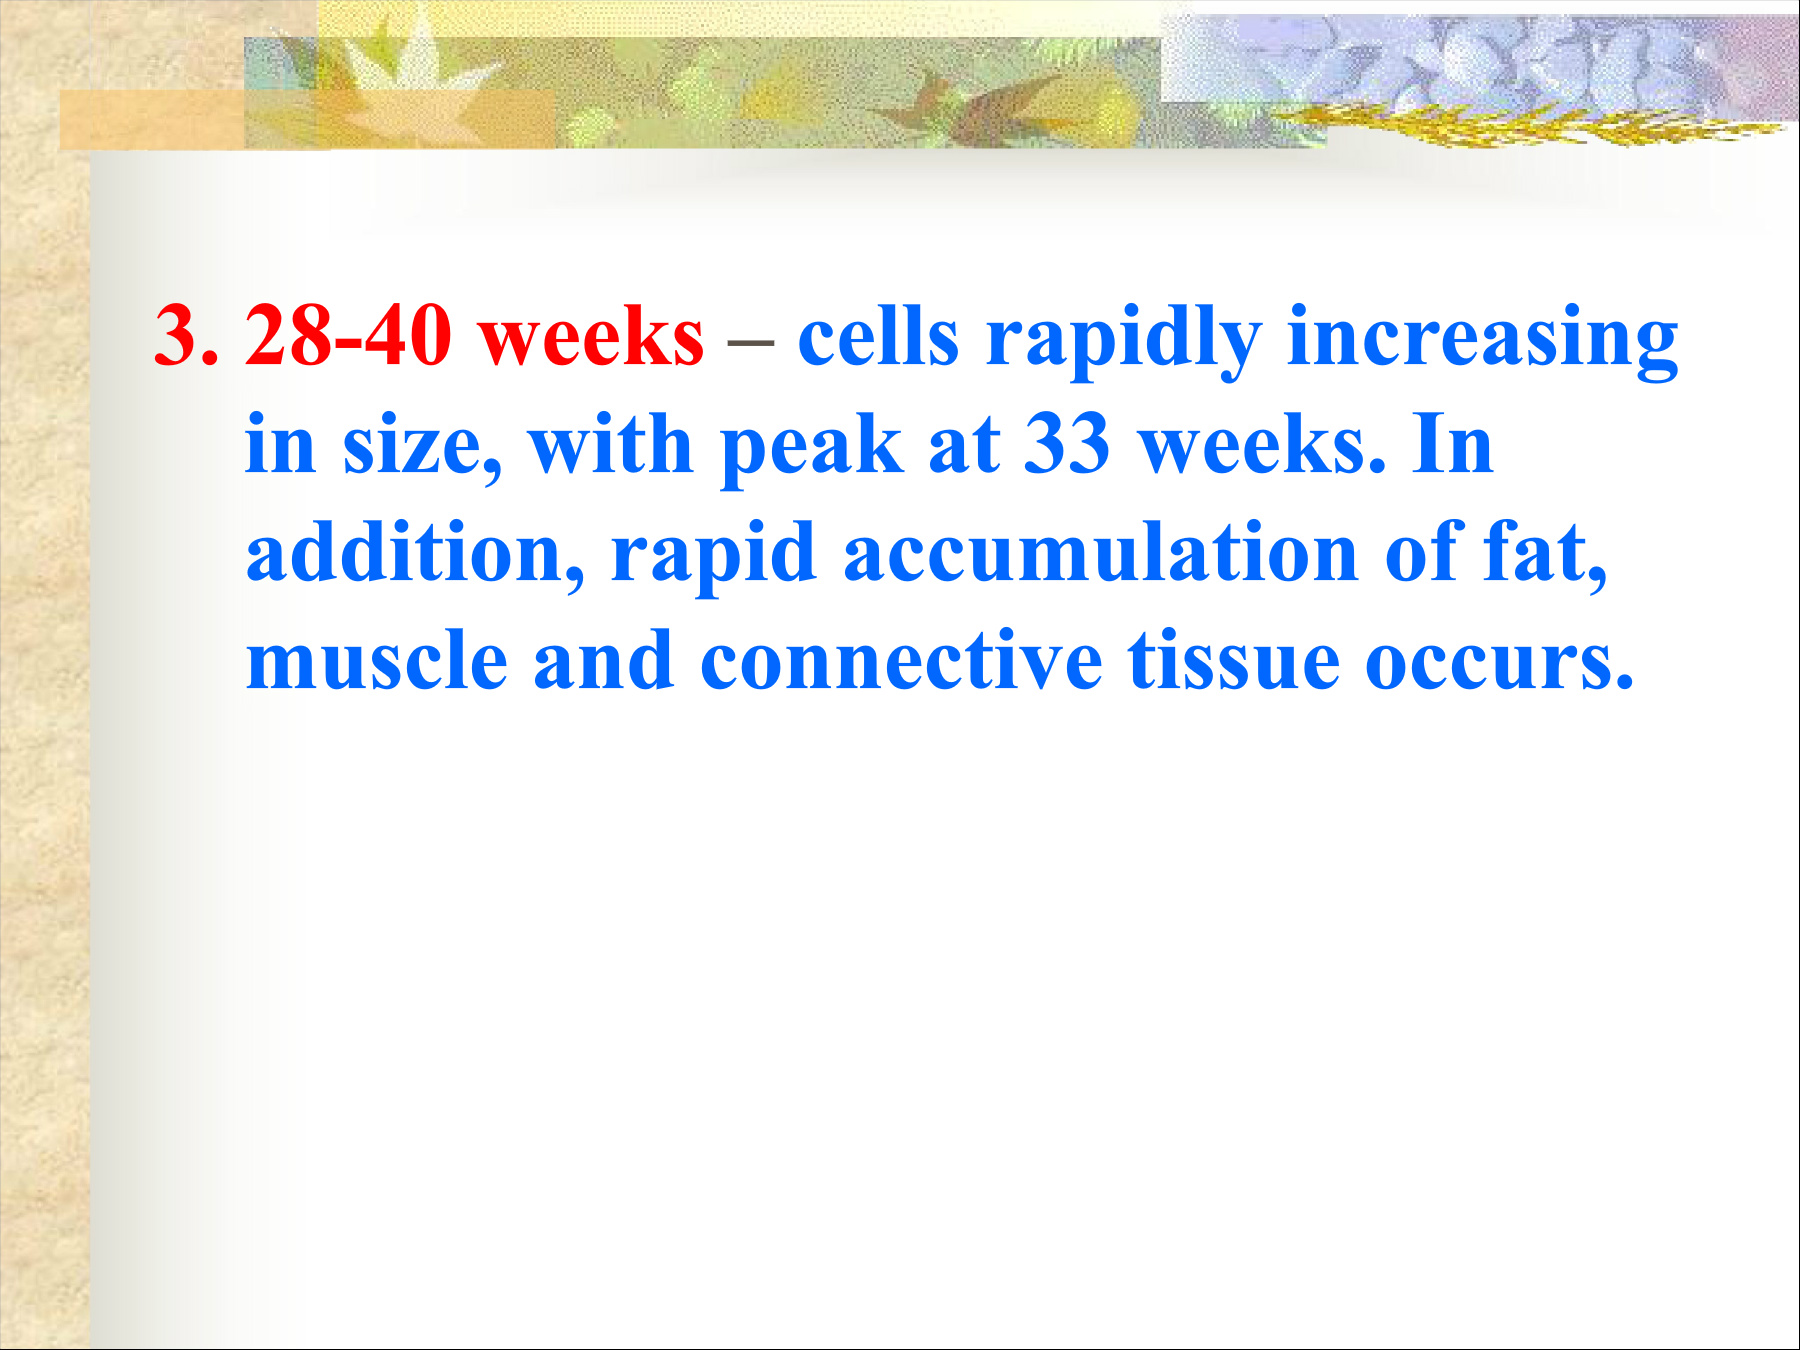 3. 28-40 weeks – cells rapidly increasing
in size, with peak at 33 weeks. In
addition, rapid accumulation of fat,
muscle and connective tissue occurs.